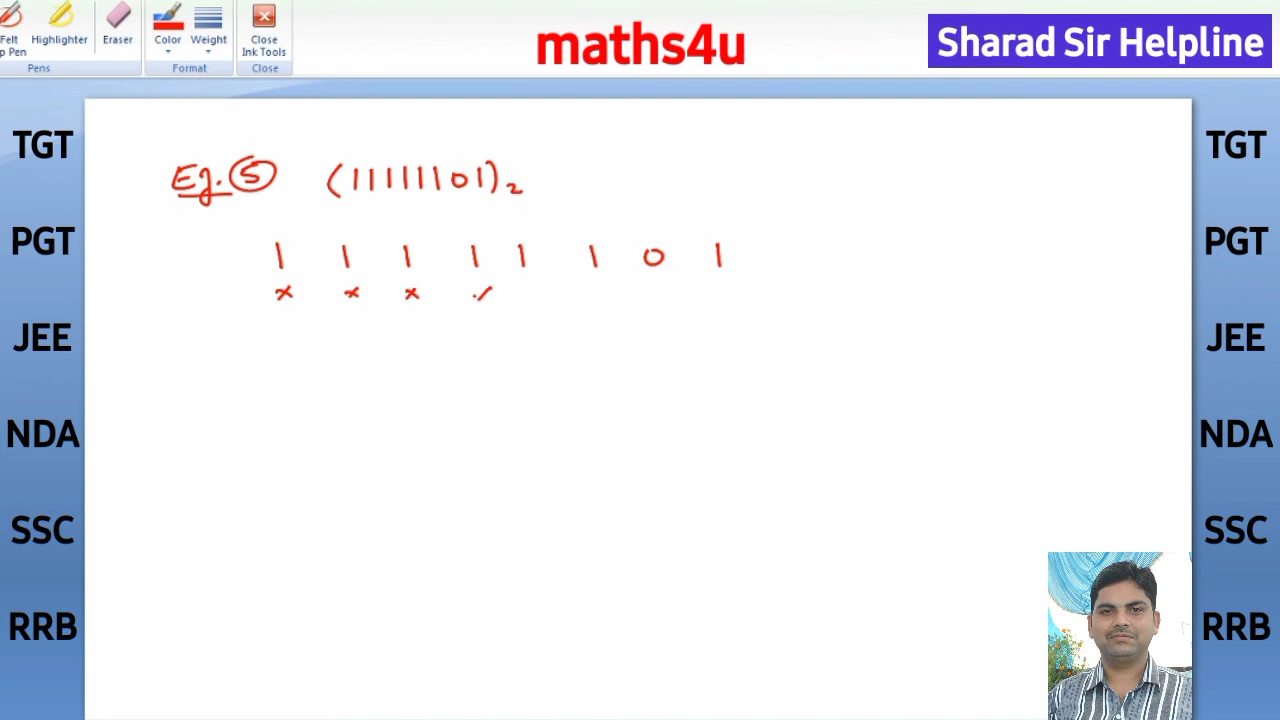 Felt
Tip Pen
Highlighter
Eraser
Color
Weight
Close
Ink Tools
Pens
Format
Close
maths4u
Sharad Sir Helpline
TGT
PGT
JEE
NDA
SSC
RRB
Eg. ⑤ (11111101)₂
1 1 1 1 1 1 0 1
× × ×
TGT
PGT
JEE
NDA
SSC
RRB